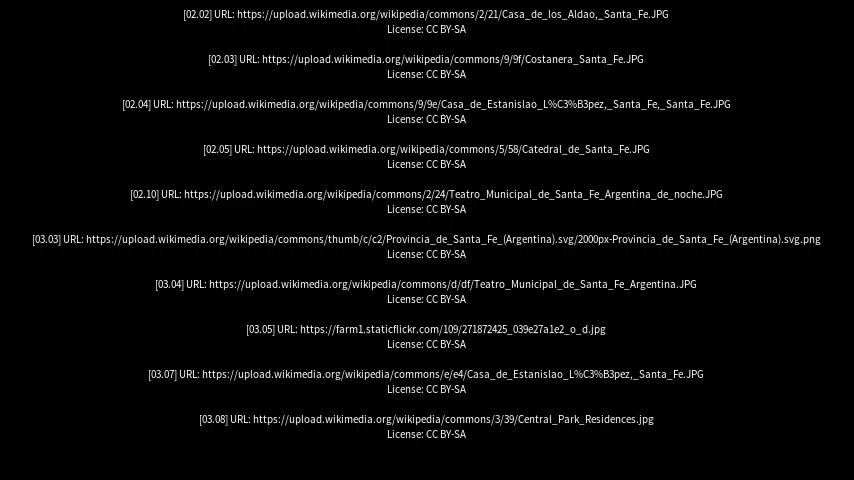 [02.02] URL: https://upload.wikimedia.org/wikipedia/commons/2/21/Casa_de_los_Aldao,_Santa_Fe.JPG
License: CC BY-SA
[02.03] URL: https://upload.wikimedia.org/wikipedia/commons/9/9f/Costanera_Santa_Fe.JPG
License: CC BY-SA
[02.04] URL: https://upload.wikimedia.org/wikipedia/commons/9/9e/Casa_de_Estanislao_L%C3%B3pez,_Santa_Fe,_Santa_Fe.JPG
License: CC BY-SA
[02.05] URL: https://upload.wikimedia.org/wikipedia/commons/5/58/Catedral_de_Santa_Fe.JPG
License: CC BY-SA
[02.10] URL: https://upload.wikimedia.org/wikipedia/commons/2/24/Teatro_Municipal_de_Santa_Fe_Argentina_de_noche.JPG
License: CC BY-SA
[03.03] URL: https://upload.wikimedia.org/wikipedia/commons/thumb/c/c2/Provincia_de_Santa_Fe_(Argentina).svg/2000px-Provincia_de_Santa_Fe_(Argentina).svg.png
License: CC BY-SA
[03.04] URL: https://upload.wikimedia.org/wikipedia/commons/d/df/Teatro_Municipal_de_Santa_Fe_Argentina.JPG
License: CC BY-SA
[03.05] URL: https://farm1.staticflickr.com/109/271872425_039e27a1e2_o_d.jpg
License: CC BY-SA
[03.07] URL: https://upload.wikimedia.org/wikipedia/commons/e/e4/Casa_de_Estanislao_L%C3%B3pez,_Santa_Fe.JPG
License: CC BY-SA
[03.08] URL: https://upload.wikimedia.org/wikipedia/commons/3/39/Central_Park_Residences.jpg
License: CC BY-SA